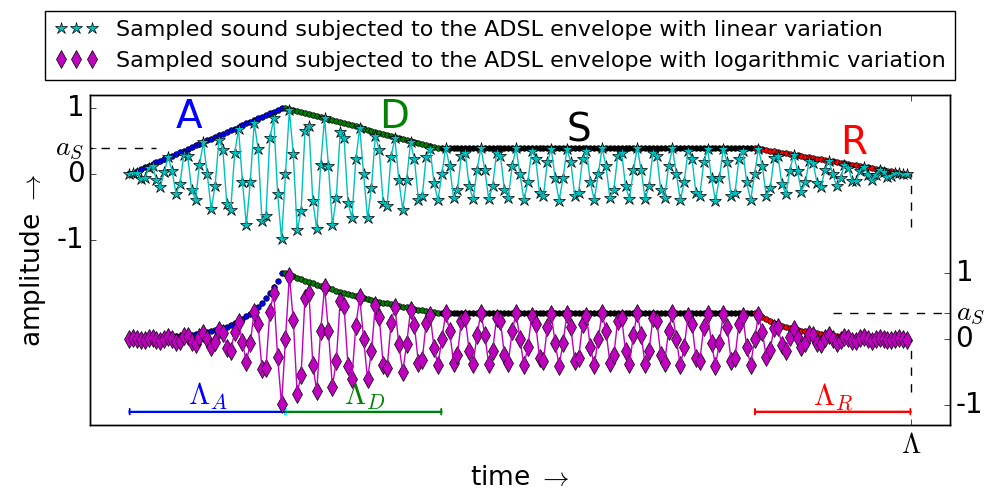 Sampled sound subjected to the ADSL envelope with linear variation
Sampled sound subjected to the ADSL envelope with logarithmic variation
A
D
S
R
1
a_S
0
-1
amplitude →
1
a_S
0
-1
Λ_A
Λ_D
Λ_R
Λ
time →